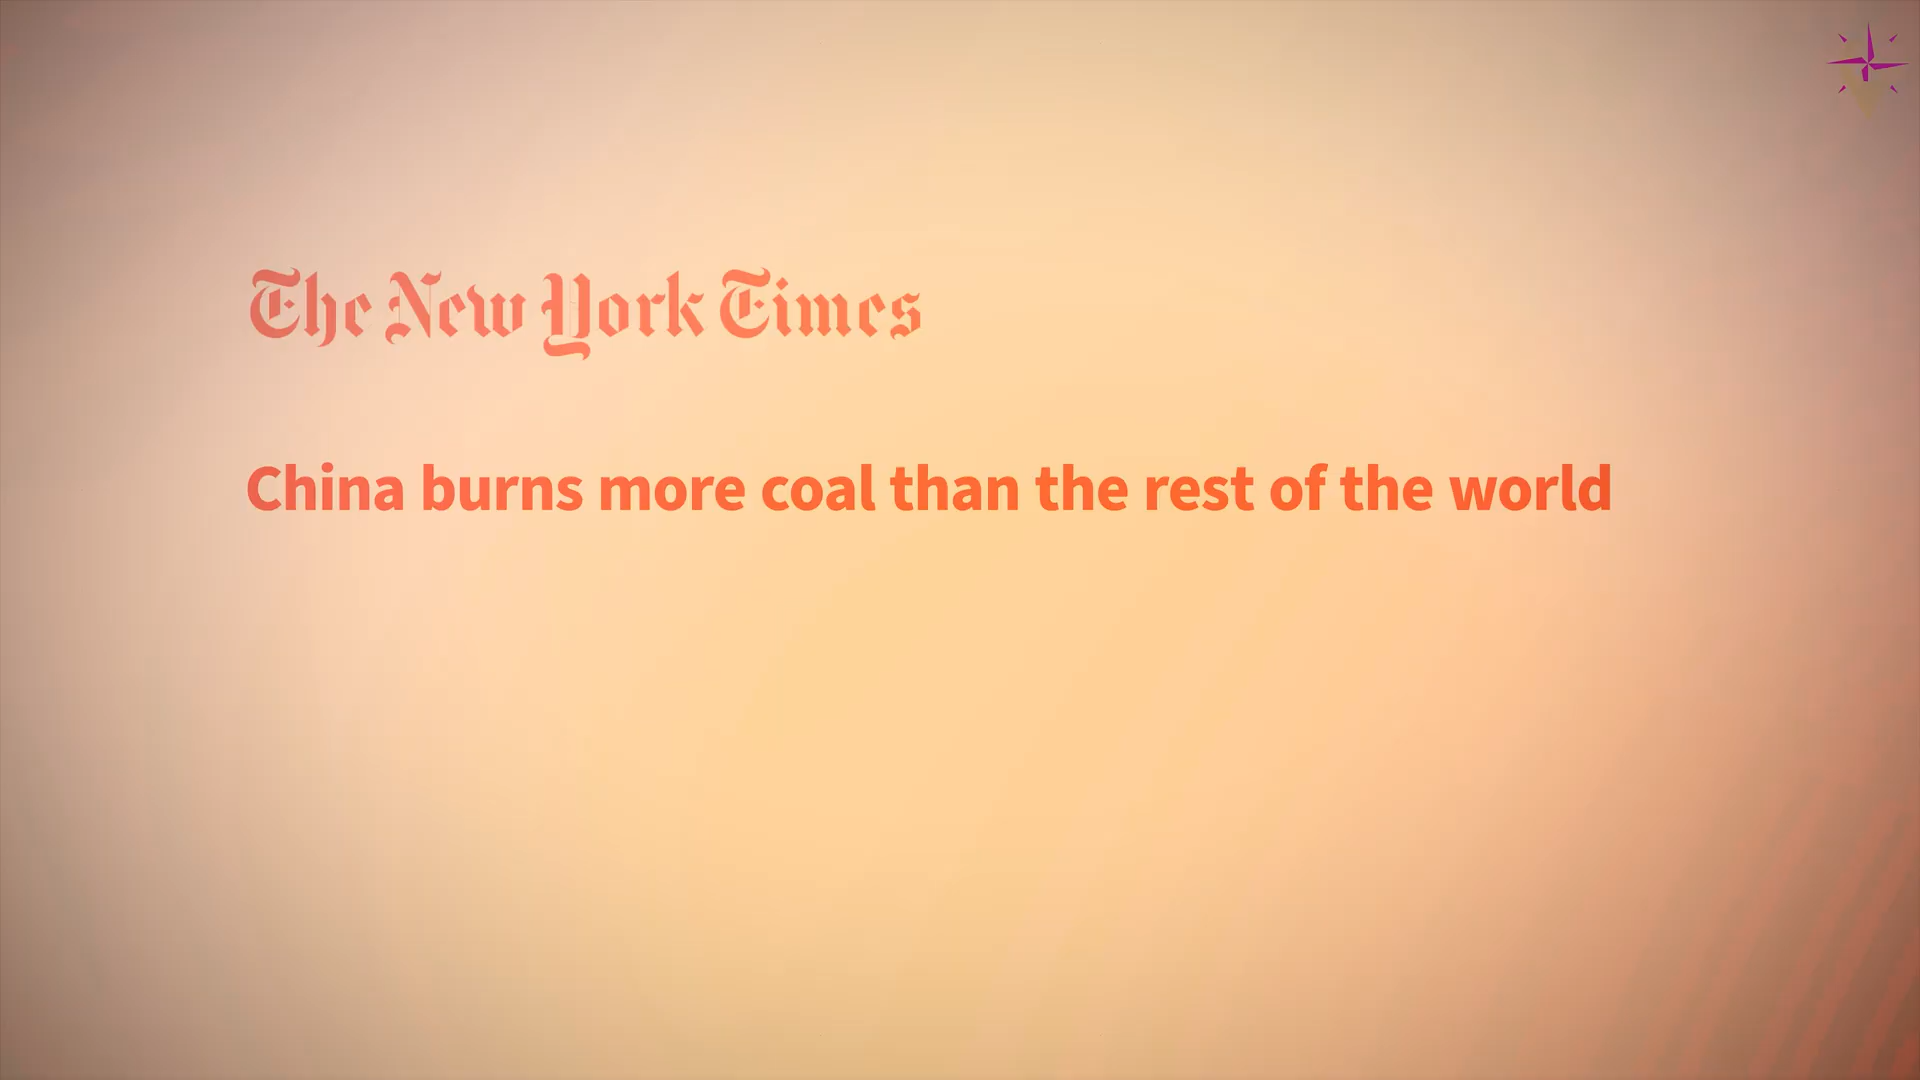 The New York Times
China burns more coal than the rest of the world